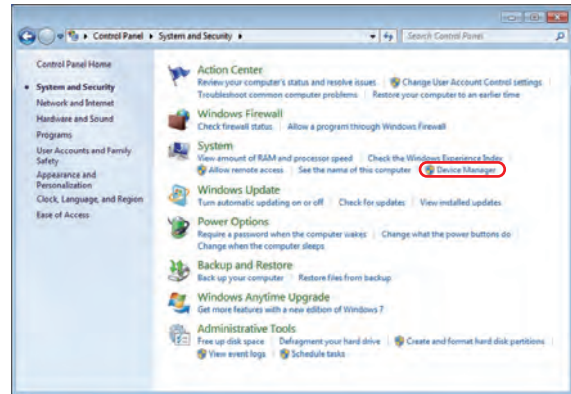 Control Panel System and Security
Search Control Panel
Control Panel Home
System and Security
Network and Internet
Hardware and Sound
Programs
User Accounts and Family
Safety
Appearance and
Personalization
Clock, Language, and Region
Ease of Access
Action Center
Review your computer's status and resolve issues Change User Account Control settings
Troubleshoot common computer problems Restore your computer to an earlier time
Windows Firewall
Check firewall status Allow a program through Windows Firewall
System
View amount of RAM and processor speed Check the Windows Experience Index
Allow remote access See the name of this computer Device Manager
Windows Update
Turn automatic updating on or off Check for updates View installed updates
Power Options
Require a password when the computer wakes Change what the power buttons do
Change when the computer sleeps
Backup and Restore
Back up your computer Restore files from backup
Windows Anytime Upgrade
Get more features with a new edition of Windows 7
Administrative Tools
Free up disk space Defragment your hard drive Create and format hard disk partitions
View event logs Schedule tasks